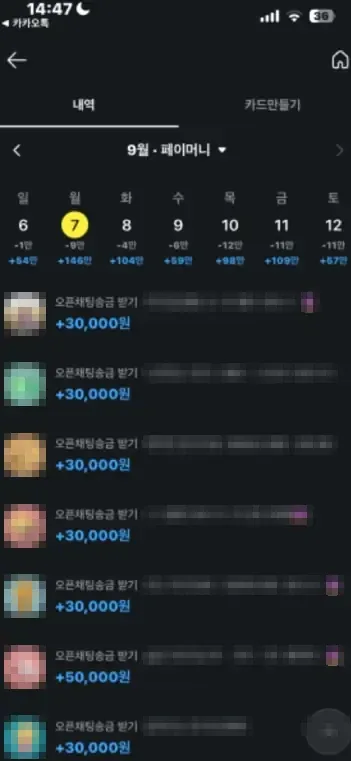 14:47
36
◀ 카카오톡
내역 카드만들기
9월 · 페이머니
일 월 화 수 목 금 토
6 7 8 9 10 11 12
-1만 -9만 -4만 -6만 -12만 -11만 -11만
+54만 +146만 +104만 +59만 +98만 +109만 +57만
오픈채팅송금 받기
+30,000원
오픈채팅송금 받기
+30,000원
오픈채팅송금 받기
+30,000원
오픈채팅송금 받기
+30,000원
오픈채팅송금 받기
+30,000원
오픈채팅송금 받기
+50,000원
오픈채팅송금 받기
+30,000원